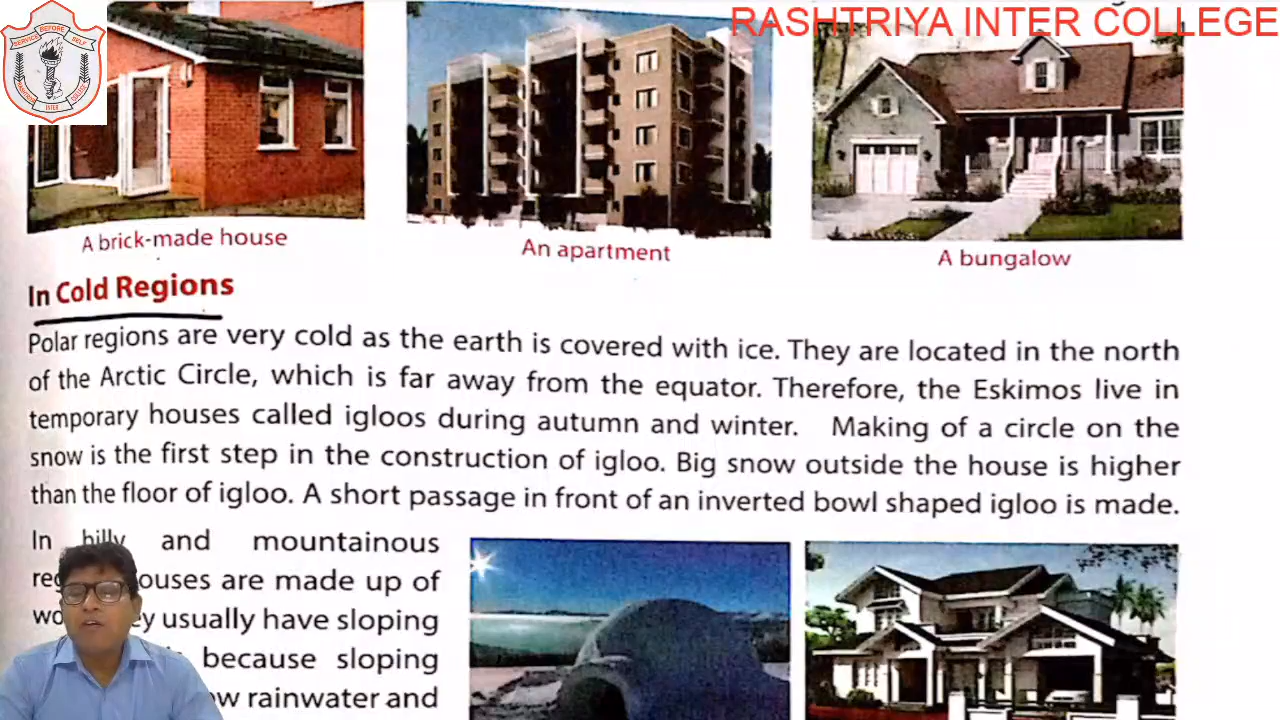 RASHTRIYA INTER COLLEGE
SERVICE BEFORE SELF
INTER
A brick-made house
An apartment
A bungalow
In Cold Regions
Polar regions are very cold as the earth is covered with ice. They are located in the north
of the Arctic Circle, which is far away from the equator. Therefore, the Eskimos live in
temporary houses called igloos during autumn and winter. Making of a circle on the
snow is the first step in the construction of igloo. Big snow outside the house is higher
than the floor of igloo. A short passage in front of an inverted bowl shaped igloo is made.
In hilly and mountainous
ouses are made up of
usually have sloping
because sloping
rainwater and